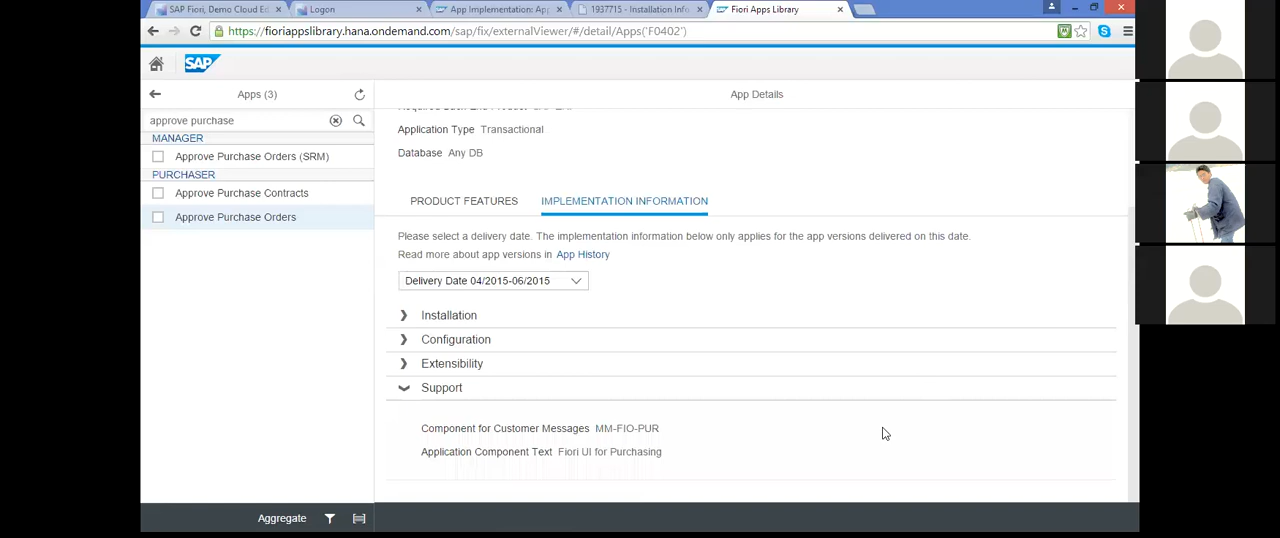 SAP Fiori, Demo Cloud Ed
Logon
App Implementation: Ap
1937715 - Installation Info
Fiori Apps Library
https://fioriappslibrary.hana.ondemand.com/sap/fix/externalViewer/#/detail/Apps('F0402')
SAP
Apps (3)
App Details
approve purchase
MANAGER
Approve Purchase Orders (SRM)
PURCHASER
Approve Purchase Contracts
Approve Purchase Orders
Application Type Transactional
Database Any DB
PRODUCT FEATURES
IMPLEMENTATION INFORMATION
Please select a delivery date. The implementation information below only applies for the app versions delivered on this date.
Read more about app versions in App History
Delivery Date 04/2015-06/2015
Installation
Configuration
Extensibility
Support
Component for Customer Messages MM-FIO-PUR
Application Component Text Fiori UI for Purchasing
Aggregate